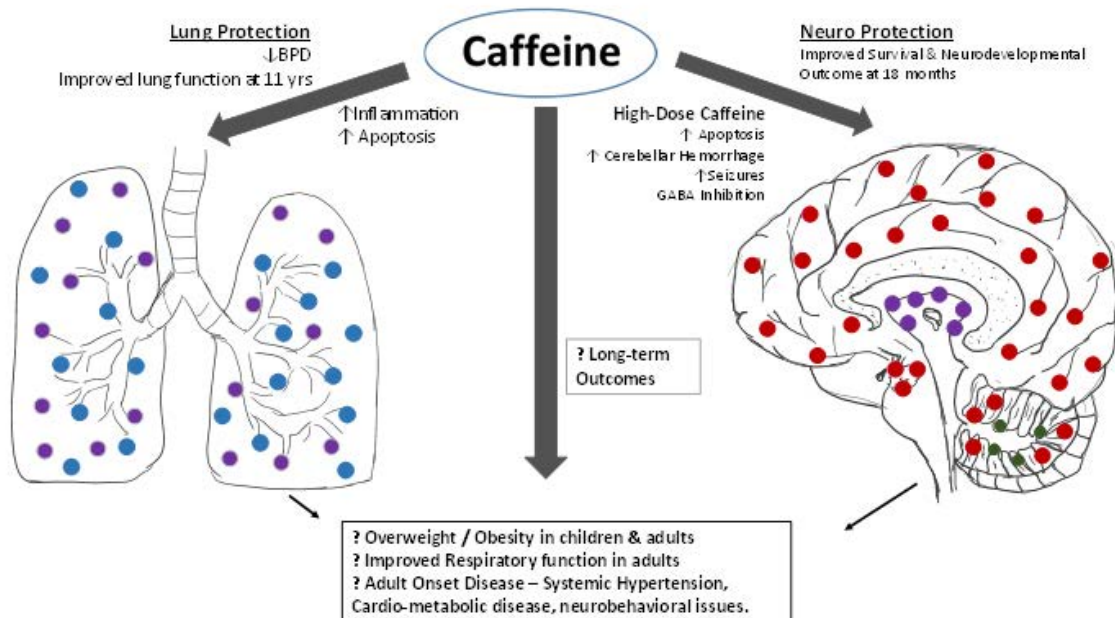 Caffeine
Lung Protection
↓BPD
Improved lung function at 11 yrs
↑Inflammation
↑ Apoptosis
Neuro Protection
Improved Survival & Neurodevelopmental
Outcome at 18 months
High-Dose Caffeine
↑ Apoptosis
↑ Cerebellar Hemorrhage
↑Seizures
GABA Inhibition
? Long-term
Outcomes
? Overweight / Obesity in children & adults
? Improved Respiratory function in adults
? Adult Onset Disease – Systemic Hypertension,
Cardio-metabolic disease, neurobehavioral issues.